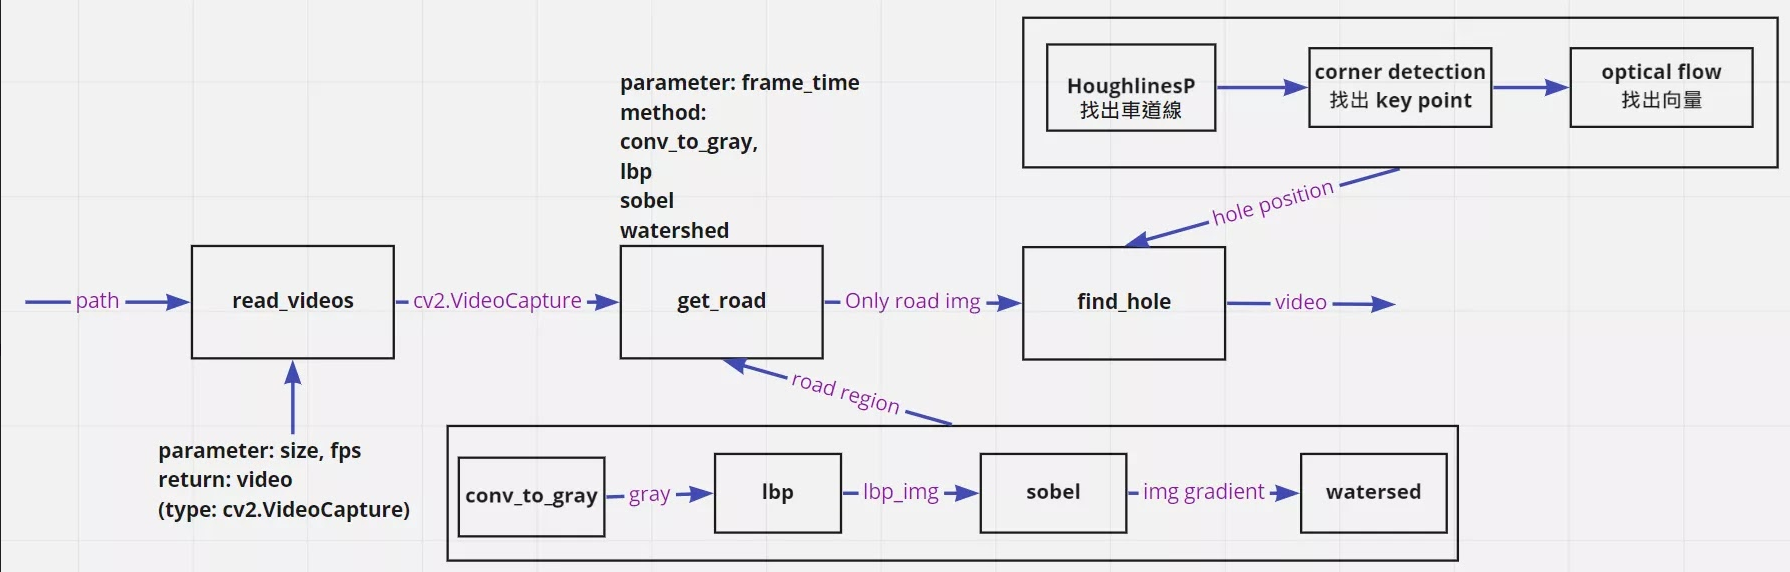 HoughlinesP
找出車道線
corner detection
找出 key point
optical flow
找出向量
parameter: frame_time
method:
conv_to_gray,
lbp
sobel
watershed
hole position
path
read_videos
cv2.VideoCapture
get_road
Only road img
find_hole
video
road region
parameter: size, fps
return: video
(type: cv2.VideoCapture)
conv_to_gray
gray
lbp
lbp_img
sobel
img gradient
watersed